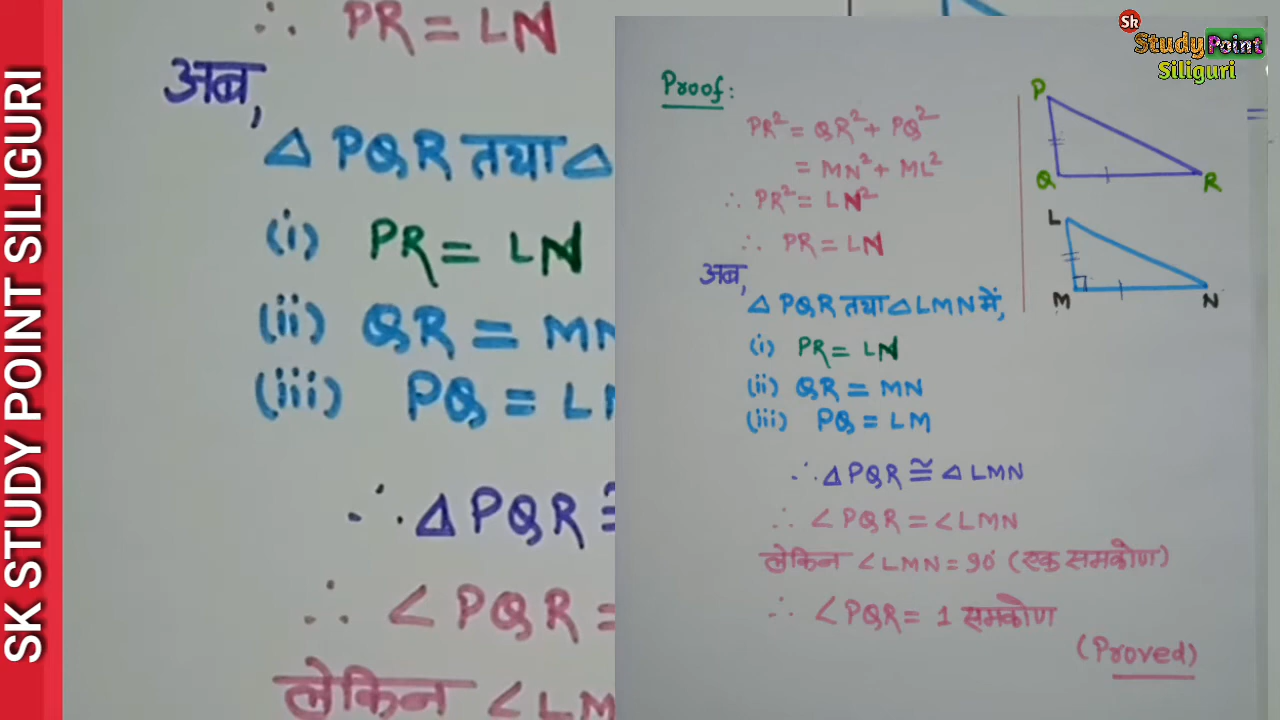 SK STUDY POINT SILIGURI
∴ PR = LN
अब,
△ PQR तथा △
(i) PR = LN
(ii) QR = MN
(iii) PQ = LM
∴ △ PQR ≅
∴ ∠ PQR =
लेकिन ∠LM
Sk
Study Point
Siliguri
Proof:
PR² = QR² + PQ²
= MN² + ML²
∴ PR² = LN²
∴ PR = LN
अब,
△ PQR तथा △ LMN में,
(i) PR = LN
(ii) QR = MN
(iii) PQ = LM
∴ △ PQR ≅ △ LMN
∴ ∠ PQR = ∠LMN
लेकिन ∠LMN = 90° (एक समकोण)
∴ ∠PQR = 1 समकोण
(Proved)
P
Q
R
L
M
N